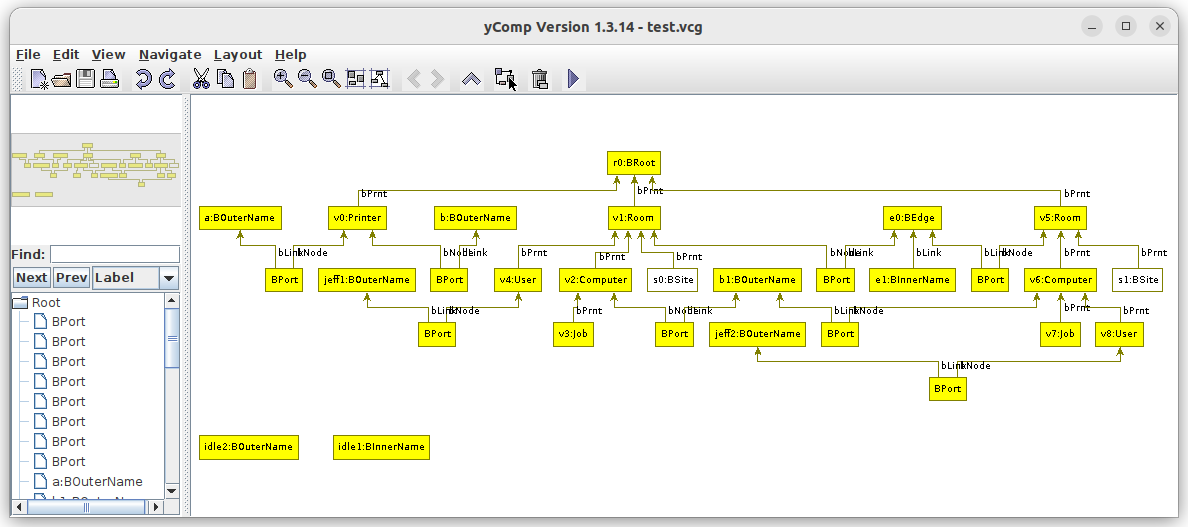 yComp Version 1.3.14 - test.vcg
File Edit View Navigate Layout Help
r0:BRoot
bPrnt bPrnt bPrnt
a:BOuterName v0:Printer b:BOuterName v1:Room e0:BEdge v5:Room
Find:
bLink bNode bNode bLink bPrnt bPrnt bPrnt bNode bLink bLink bLink bNode bPrnt bPrnt
Next Prev Label
BPort jeff1:BOuterName BPort v4:User v2:Computer s0:BSite b1:BOuterName BPort e1:BInnerName BPort v6:Computer s1:BSite
Root
bLink bNode bPrnt bNode bLink bLink bNode bPrnt bPrnt
BPort
BPort v3:Job BPort jeff2:BOuterName BPort v7:Job v8:User
BPort
BPort
bLink bNode
BPort
BPort
BPort
BPort
BPort
BPort
idle2:BOuterName idle1:BInnerName
a:BOuterName